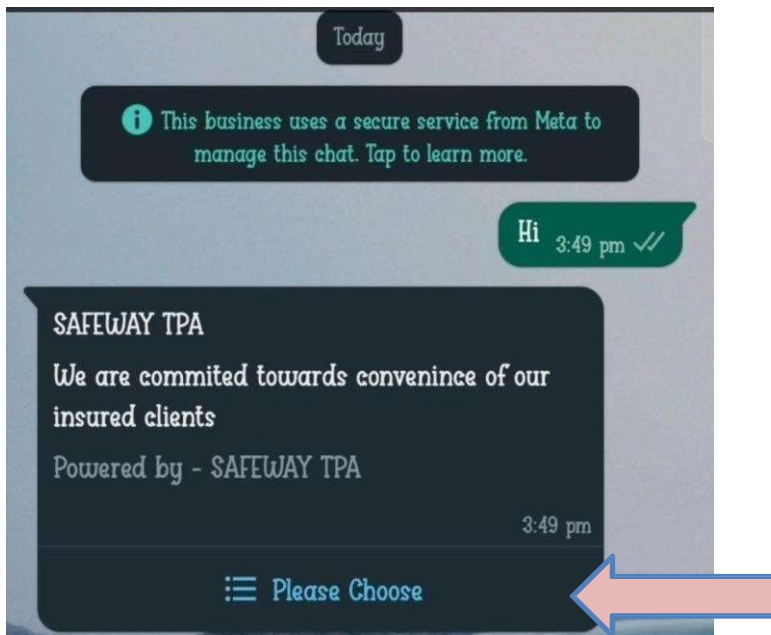 Today
This business uses a secure service from Meta to
manage this chat. Tap to learn more.
Hi 3:49 pm
SAFEWAY TPA
We are commited towards convenince of our
insured clients
Powered by - SAFEWAY TPA
3:49 pm
Please Choose